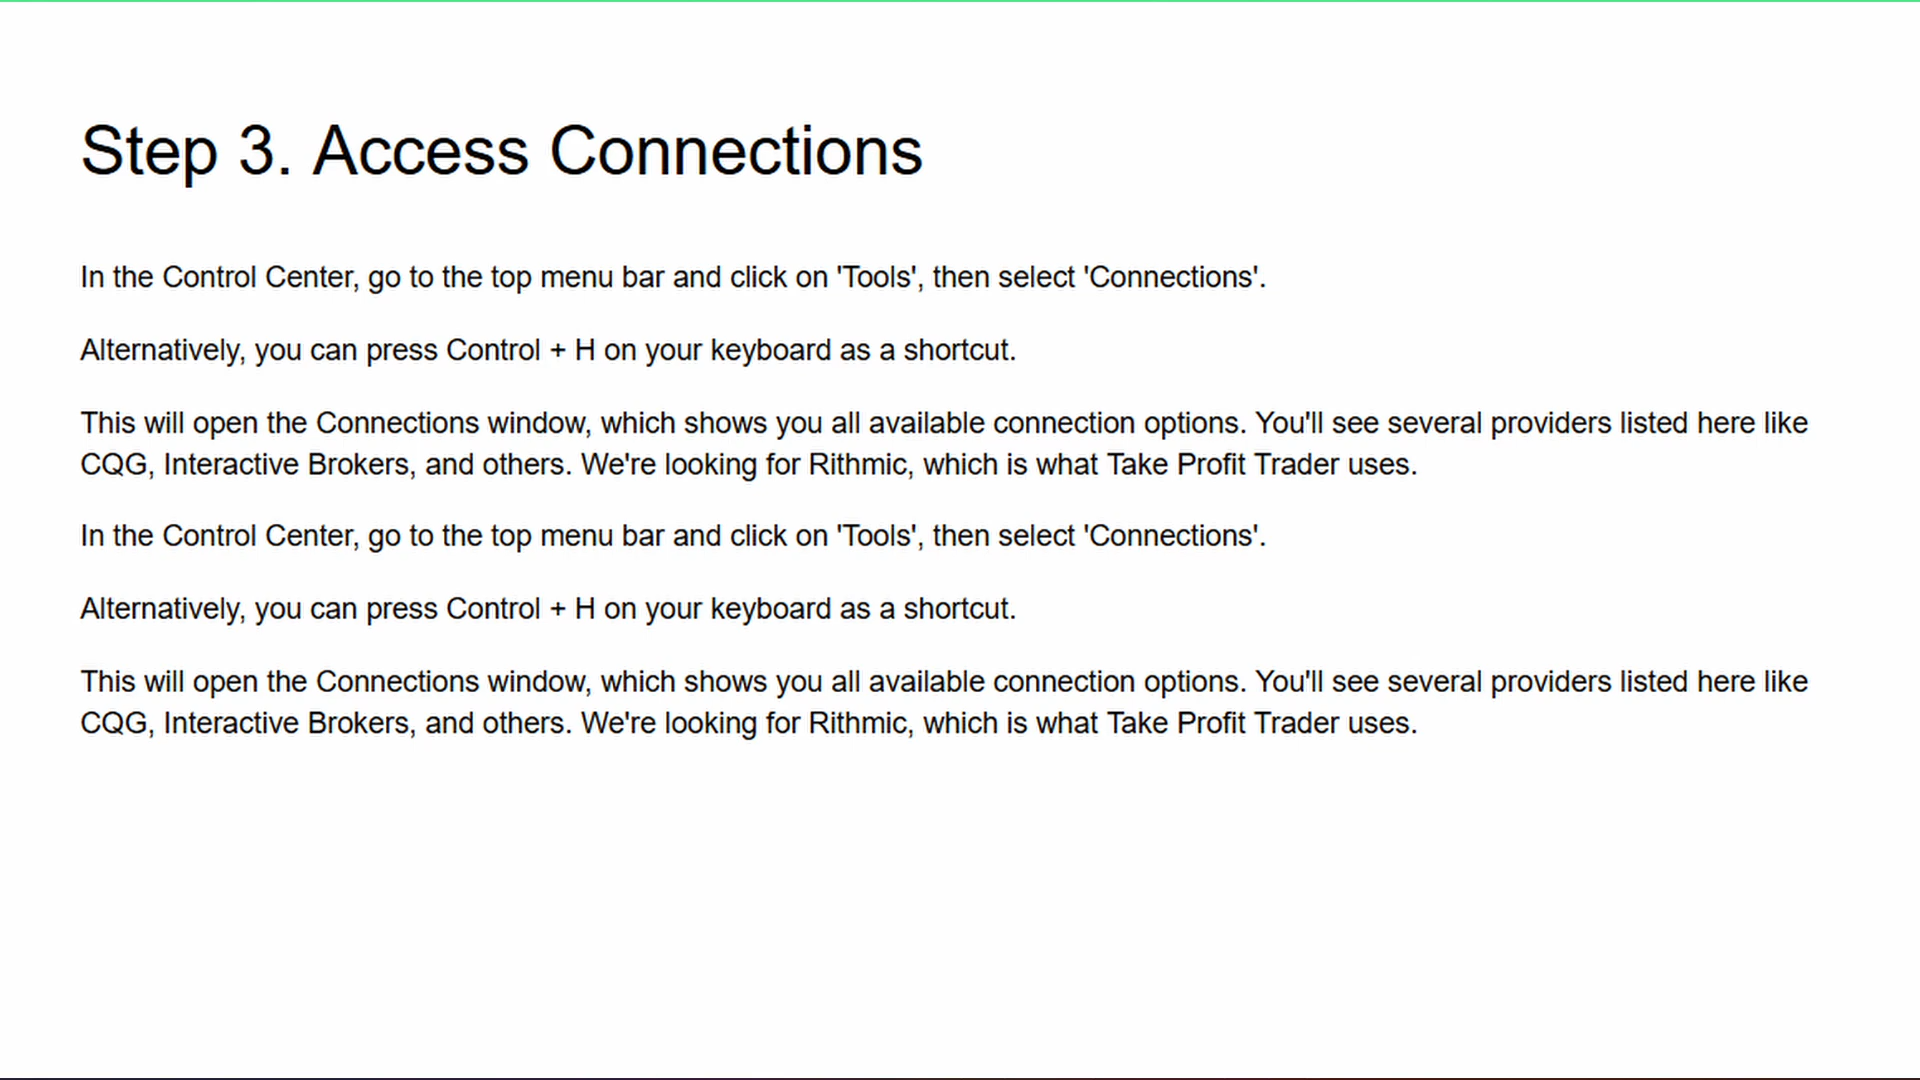 Step 3. Access Connections
In the Control Center, go to the top menu bar and click on 'Tools', then select 'Connections'.
Alternatively, you can press Control + H on your keyboard as a shortcut.
This will open the Connections window, which shows you all available connection options. You'll see several providers listed here like
CQG, Interactive Brokers, and others. We're looking for Rithmic, which is what Take Profit Trader uses.
In the Control Center, go to the top menu bar and click on 'Tools', then select 'Connections'.
Alternatively, you can press Control + H on your keyboard as a shortcut.
This will open the Connections window, which shows you all available connection options. You'll see several providers listed here like
CQG, Interactive Brokers, and others. We're looking for Rithmic, which is what Take Profit Trader uses.